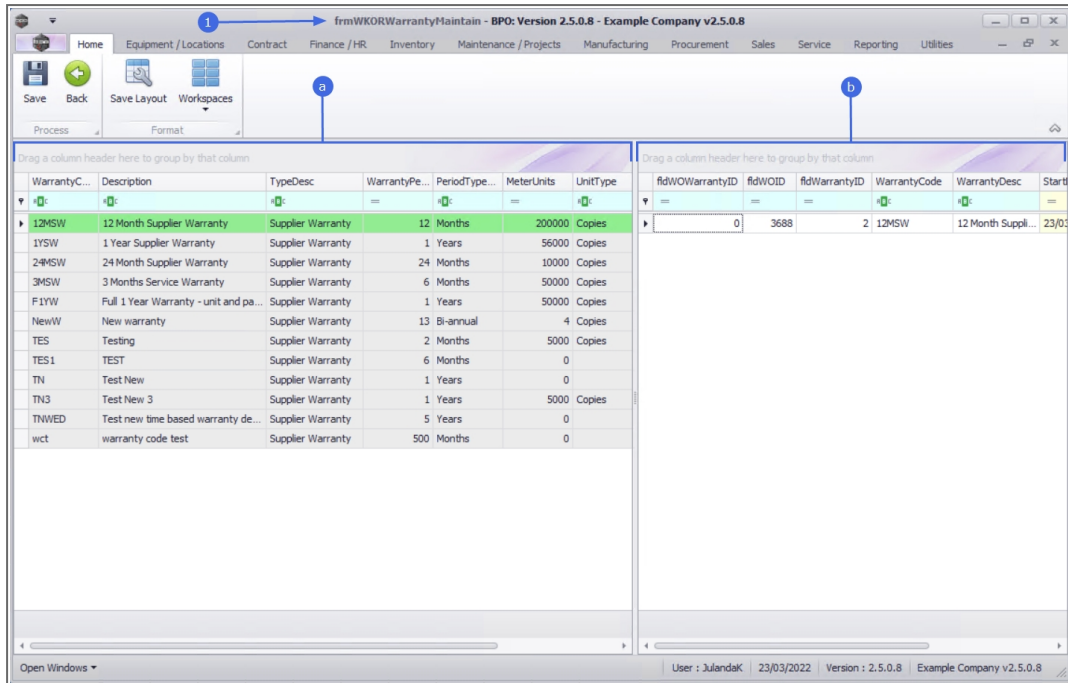 1
frmWKORWarrantyMaintain - BPO: Version 2.5.0.8 - Example Company v2.5.0.8
Home Equipment / Locations Contract Finance / HR Inventory Maintenance / Projects Manufacturing Procurement Sales Service Reporting Utilities
Save Back Save Layout Workspaces
a b
Process Format
Drag a column header here to group by that column Drag a column header here to group by that column
WarrantyC... Description TypeDesc WarrantyPe... PeriodType... MeterUnits UnitType fldWOWarrantyID fldWOID fldWarrantyID WarrantyCode WarrantyDesc Start
12MSW 12 Month Supplier Warranty Supplier Warranty 12 Months 200000 Copies 0 3688 2 12MSW 12 Month Suppli... 23/03
1YSW 1 Year Supplier Warranty Supplier Warranty 1 Years 56000 Copies
24MSW 24 Month Supplier Warranty Supplier Warranty 24 Months 10000 Copies
3MSW 3 Months Service Warranty Supplier Warranty 6 Months 50000 Copies
F1YW Full 1 Year Warranty - unit and pa... Supplier Warranty 1 Years 50000 Copies
NewW New warranty Supplier Warranty 13 Bi-annual 4 Copies
TES Testing Supplier Warranty 2 Months 5000 Copies
TES1 TEST Supplier Warranty 6 Months 0
TN Test New Supplier Warranty 1 Years 0
TN3 Test New 3 Supplier Warranty 1 Years 5000 Copies
TNWED Test new time based warranty de... Supplier Warranty 5 Years 0
wct warranty code test Supplier Warranty 500 Months 0
Open Windows User : JulandaK 23/03/2022 Version : 2.5.0.8 Example Company v2.5.0.8